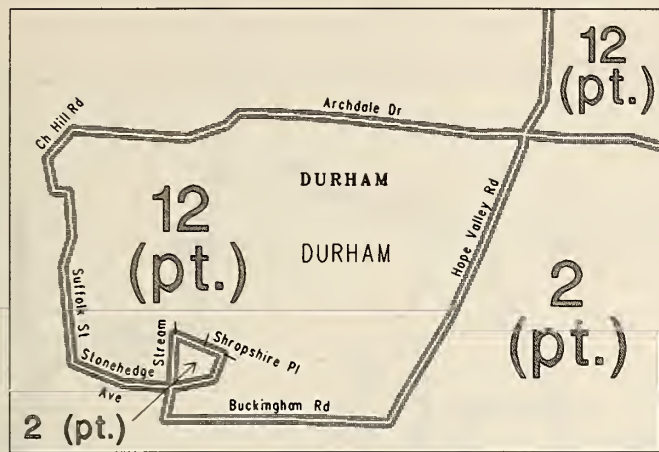 12
(pt.)
Archdale Dr
Ch Hill Rd
DURHAM
12
(pt.)
DURHAM
Hope Valley Rd
2
(pt.)
Suffolk St
Stream
Shropshire Pl
Stonehedge
Ave
Buckingham Rd
2 (pt.)